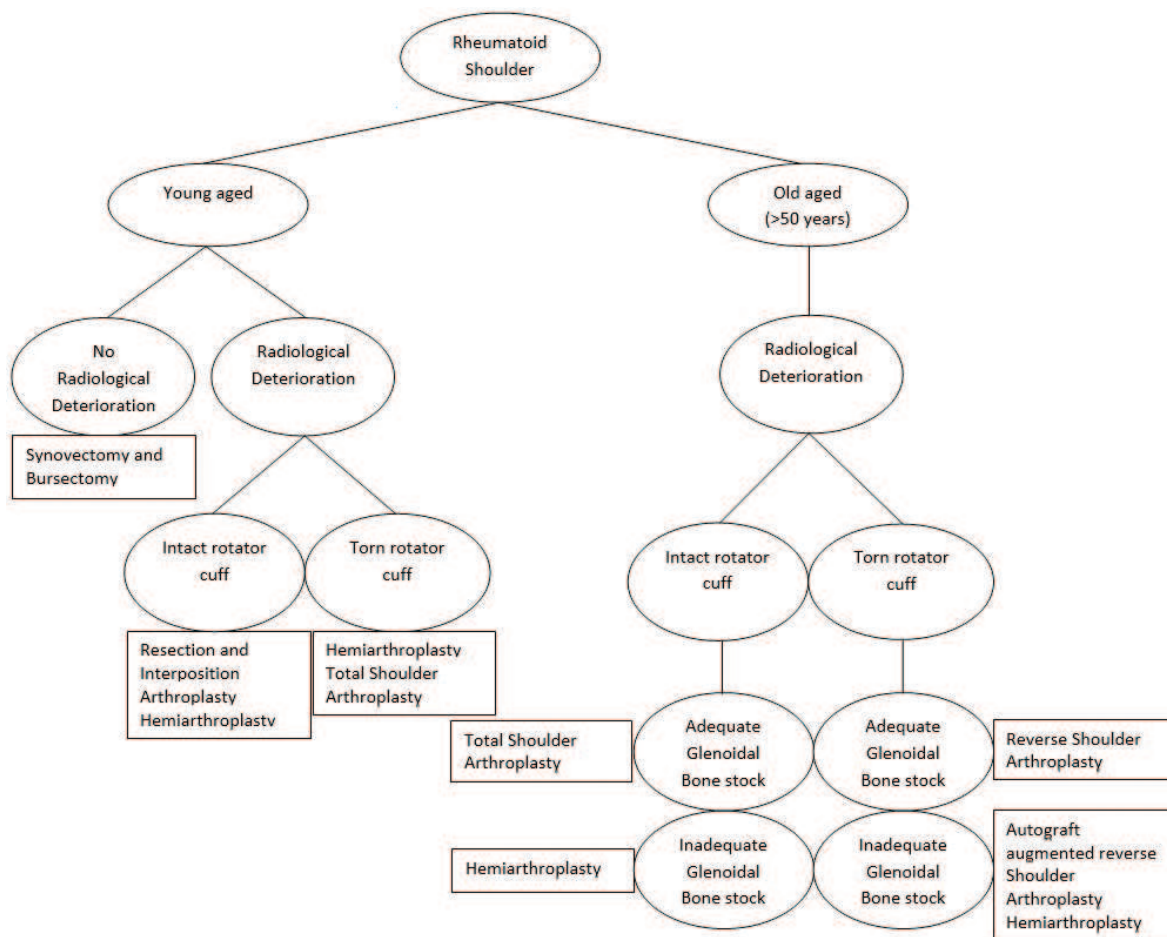 Rheumatoid
Shoulder
Young aged
Old aged
(>50 years)
No
Radiological
Deterioration
Radiological
Deterioration
Radiological
Deterioration
Synovectomy and
Bursectomy
Intact rotator
cuff
Torn rotator
cuff
Intact rotator
cuff
Torn rotator
cuff
Resection and
Interposition
Arthroplasty
Hemiarthroplasty
Hemiarthroplasty
Total Shoulder
Arthroplasty
Total Shoulder
Arthroplasty
Adequate
Glenoidal
Bone stock
Adequate
Glenoidal
Bone stock
Reverse Shoulder
Arthroplasty
Hemiarthroplasty
Inadequate
Glenoidal
Bone stock
Inadequate
Glenoidal
Bone stock
Autograft
augmented reverse
Shoulder
Arthroplasty
Hemiarthroplasty